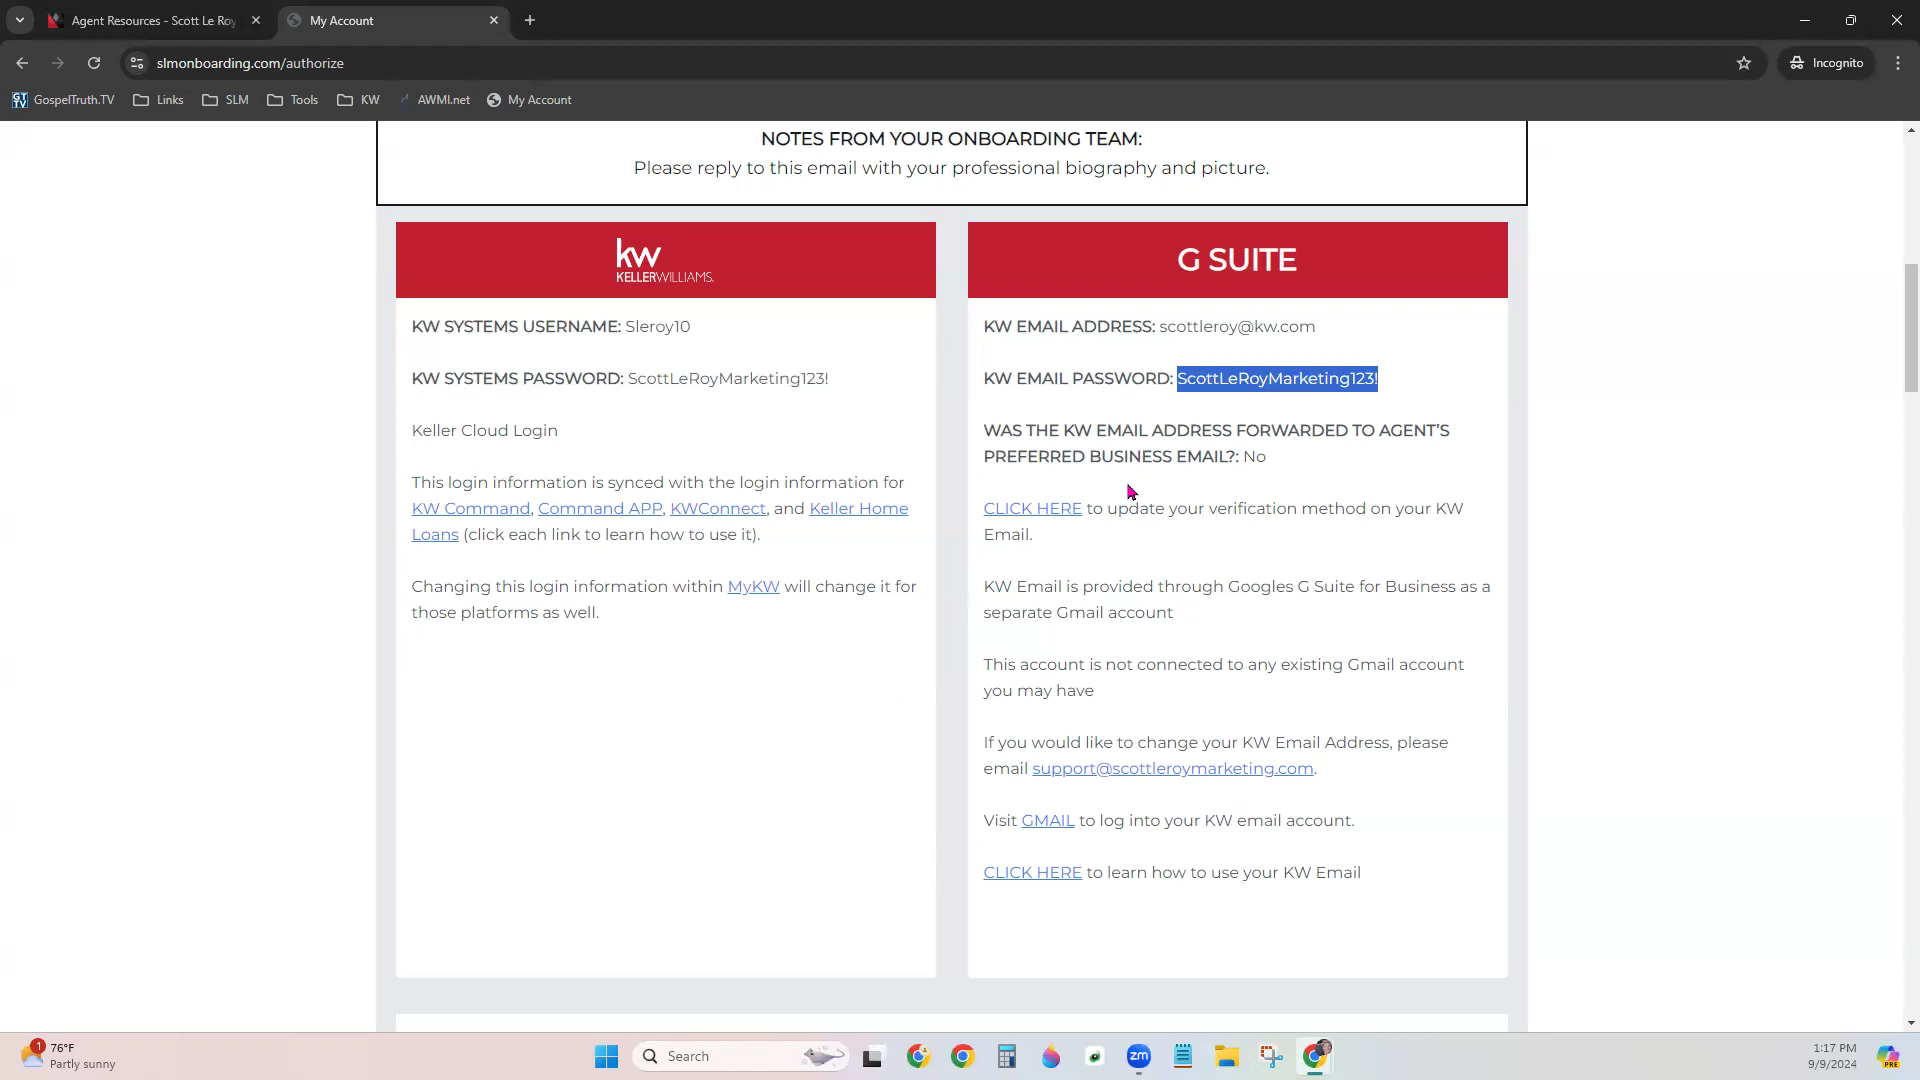 Agent Resources - Scott Le Roy
My Account
slmonboarding.com/authorize
Incognito
GospelTruth.TV
Links
SLM
Tools
KW
AWMI.net
My Account
NOTES FROM YOUR ONBOARDING TEAM:
Please reply to this email with your professional biography and picture.
kw
KELLERWILLIAMS.
KW SYSTEMS USERNAME: Sleroy10
KW SYSTEMS PASSWORD: ScottLeRoyMarketing123!
Keller Cloud Login
This login information is synced with the login information for
KW Command, Command APP, KWConnect, and Keller Home
Loans (click each link to learn how to use it).
Changing this login information within MyKW will change it for
those platforms as well.
G SUITE
KW EMAIL ADDRESS: scottleroy@kw.com
KW EMAIL PASSWORD: ScottLeRoyMarketing123!
WAS THE KW EMAIL ADDRESS FORWARDED TO AGENT'S
PREFERRED BUSINESS EMAIL?: No
CLICK HERE to update your verification method on your KW
Email.
KW Email is provided through Googles G Suite for Business as a
separate Gmail account
This account is not connected to any existing Gmail account
you may have
If you would like to change your KW Email Address, please
email support@scottleroymarketing.com.
Visit GMAIL to log into your KW email account.
CLICK HERE to learn how to use your KW Email
1
76°F
Partly sunny
Search
zm
1:17 PM
9/9/2024
PRE